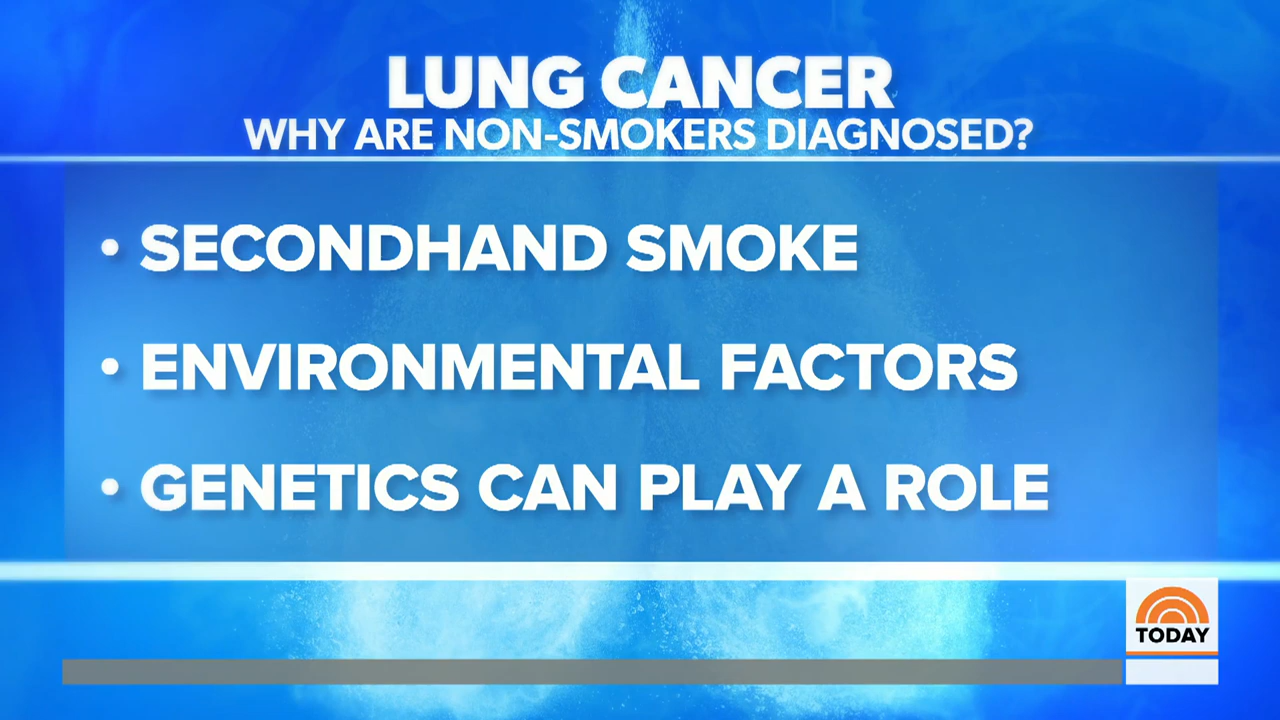 LUNG CANCER
WHY ARE NON-SMOKERS DIAGNOSED?
• SECONDHAND SMOKE
• ENVIRONMENTAL FACTORS
• GENETICS CAN PLAY A ROLE
TODAY